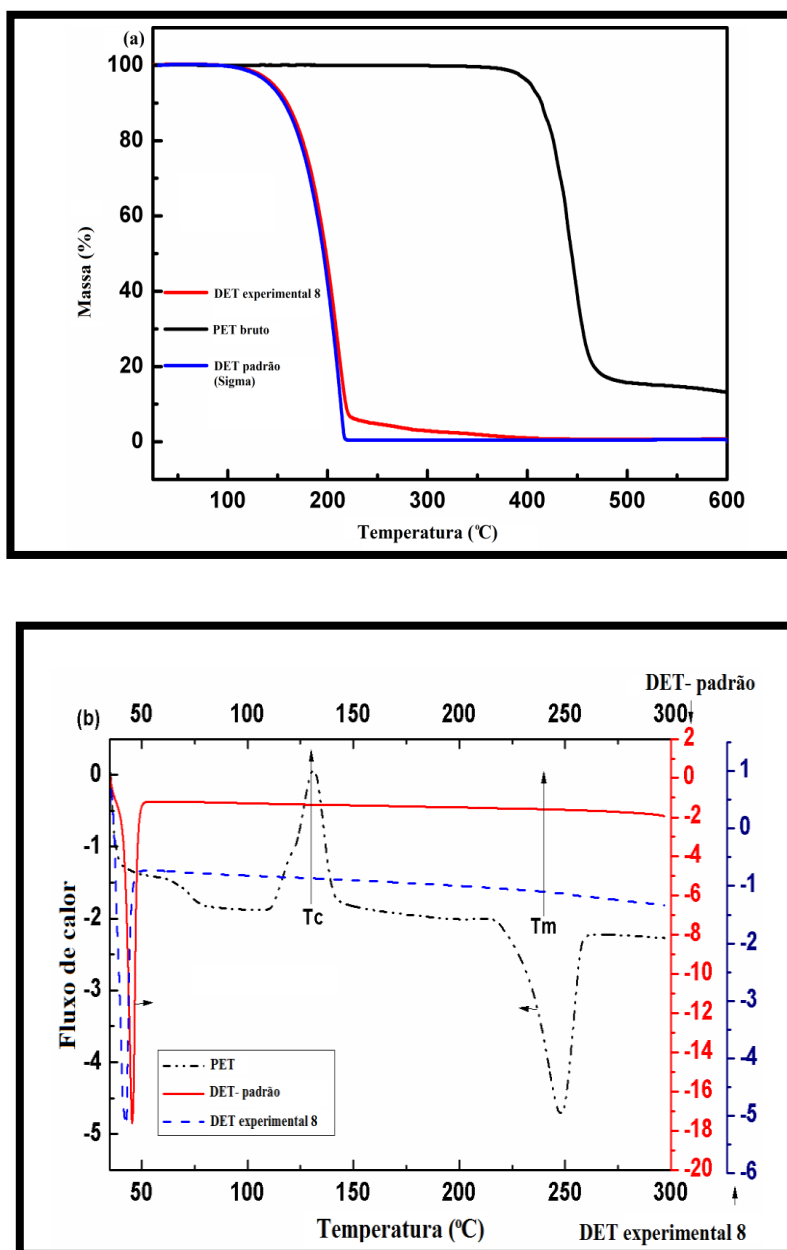 (a)
100
80
60
40
20
0
Massa (%)
DET experimental 8
PET bruto
DET padrão
(Sigma)
100 200 300 400 500 600
Temperatura (ºC)
DET- padrão
(b) 50 100 150 200 250 300
0
-1
-2
-3
-4
-5
Fluxo de calor
Tc
Tm
PET
DET- padrão
DET experimental 8
2
0
-2
-4
-6
-8
-10
-12
-14
-16
-18
-20
1
0
-1
-2
-3
-4
-5
-6
50 100 150 200 250 300
Temperatura (ºC)
DET experimental 8